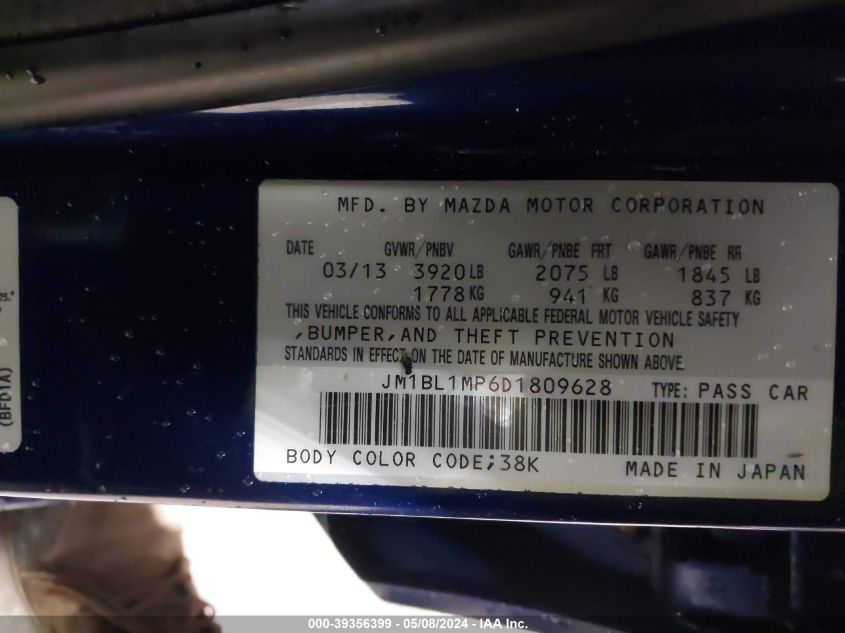 MFD. BY MAZDA MOTOR CORPORATION
DATE GVWR/PNBV GAWR/PNBE FRT GAWR/PNBE RR
03/13 3920 LB 2075 LB 1845 LB
1778 KG 941 KG 837 KG
THIS VEHICLE CONFORMS TO ALL APPLICABLE FEDERAL MOTOR VEHICLE SAFETY
,BUMPER,AND THEFT PREVENTION
STANDARDS IN EFFECT ON THE DATE OF MANUFACTURE SHOWN ABOVE.
JM1BL1MP6D1809628 TYPE: PASS CAR
BODY COLOR CODE;38K MADE IN JAPAN
(BFD1A)
000-39356399 - 05/08/2024 - IAA Inc.